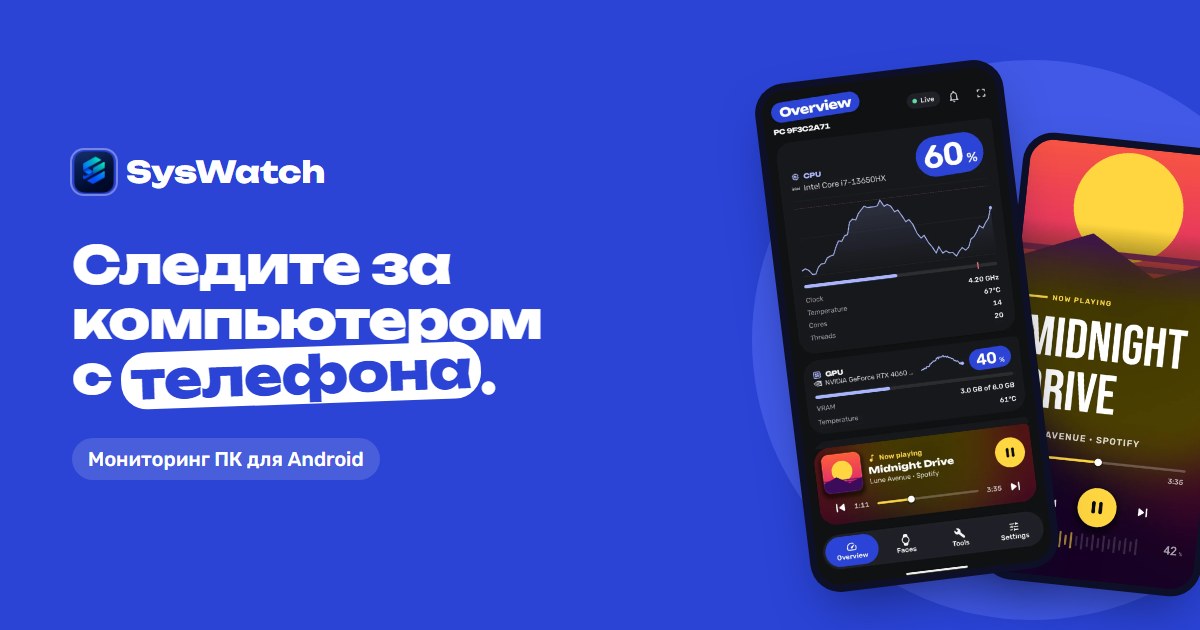 SysWatch
Следите за
компьютером
с телефона.
Мониторинг ПК для Android
Overview
Live
PC 9F3C2A71
CPU
Intel Core i7-13650HX
60 %
Clock
4.20 GHz
Temperature
67°C
Cores
14
Threads
20
GPU
NVIDIA GeForce RTX 4060 ...
40 %
VRAM
3.0 GB of 8.0 GB
Temperature
61°C
Now playing
Midnight Drive
Lune Avenue • Spotify
1:11
3:35
Overview
Faces
Tools
Settings
NOW PLAYING
MIDNIGHT
DRIVE
AVENUE • SPOTIFY
3:35
42 %